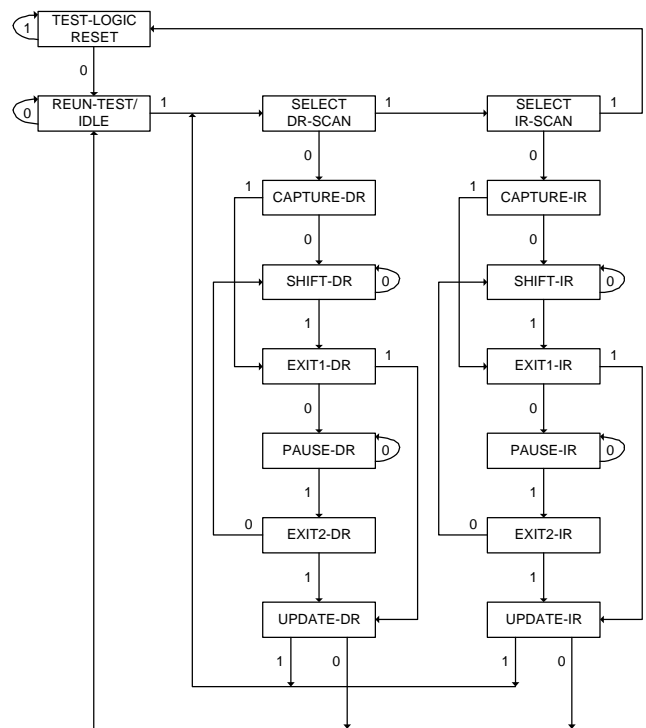 TEST-LOGIC
RESET
1
0
REUN-TEST/
IDLE
0
1
SELECT
DR-SCAN
1
SELECT
IR-SCAN
1
0
0
1
CAPTURE-DR
1
CAPTURE-IR
0
0
SHIFT-DR
0
SHIFT-IR
0
1
1
EXIT1-DR
1
EXIT1-IR
1
0
0
PAUSE-DR
0
PAUSE-IR
0
1
1
0
EXIT2-DR
0
EXIT2-IR
1
1
UPDATE-DR
UPDATE-IR
1
0
1
0